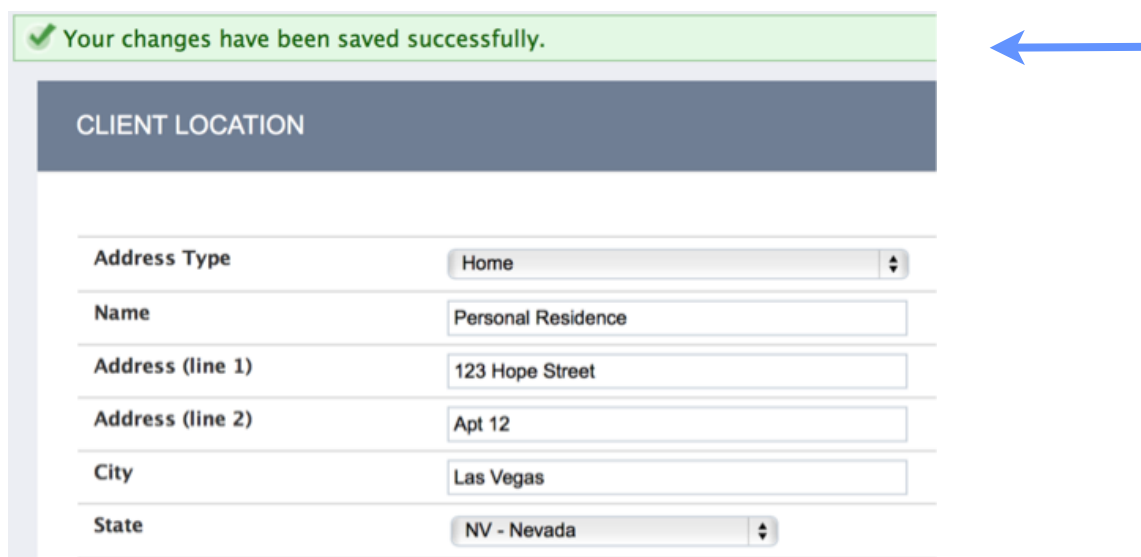 Your changes have been saved successfully.
CLIENT LOCATION
Address Type Home
Name Personal Residence
Address (line 1) 123 Hope Street
Address (line 2) Apt 12
City Las Vegas
State NV - Nevada